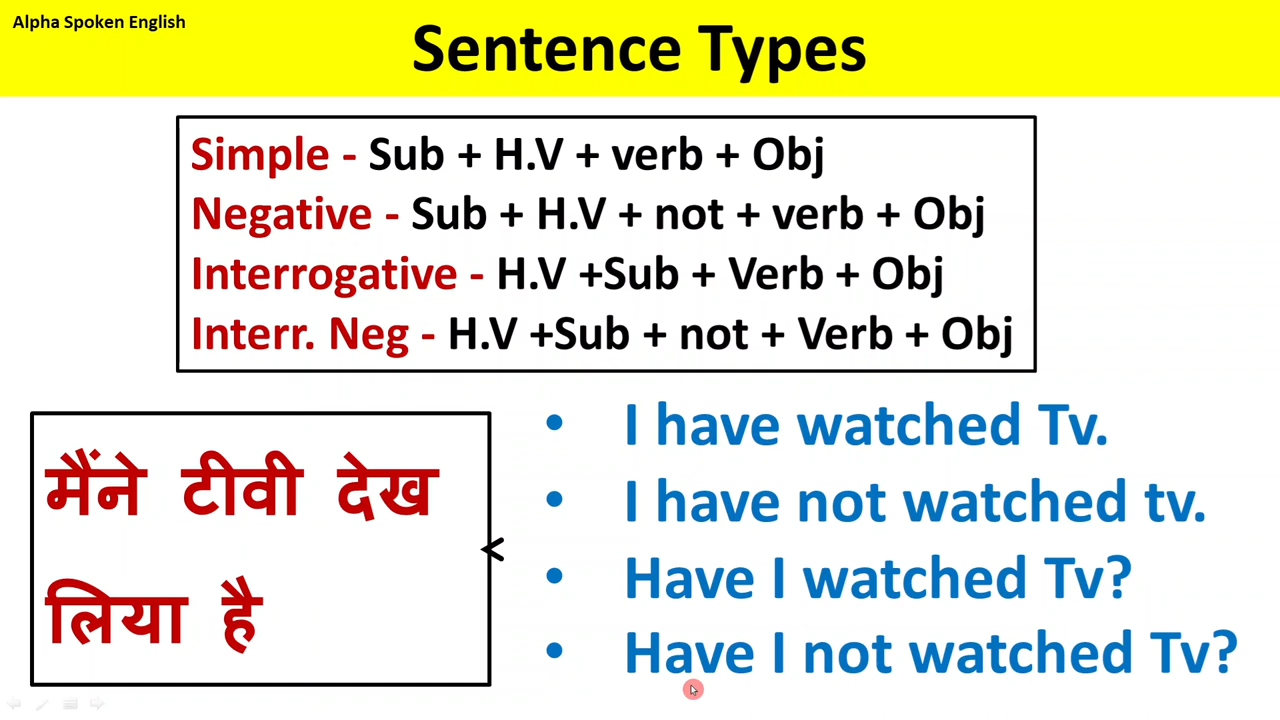 Alpha Spoken English
Sentence Types
Simple - Sub + H.V + verb + Obj
Negative - Sub + H.V + not + verb + Obj
Interrogative - H.V +Sub + Verb + Obj
Interr. Neg - H.V +Sub + not + Verb + Obj
मैंने टीवी देख
लिया है
<
• I have watched Tv.
• I have not watched tv.
• Have I watched Tv?
• Have I not watched Tv?